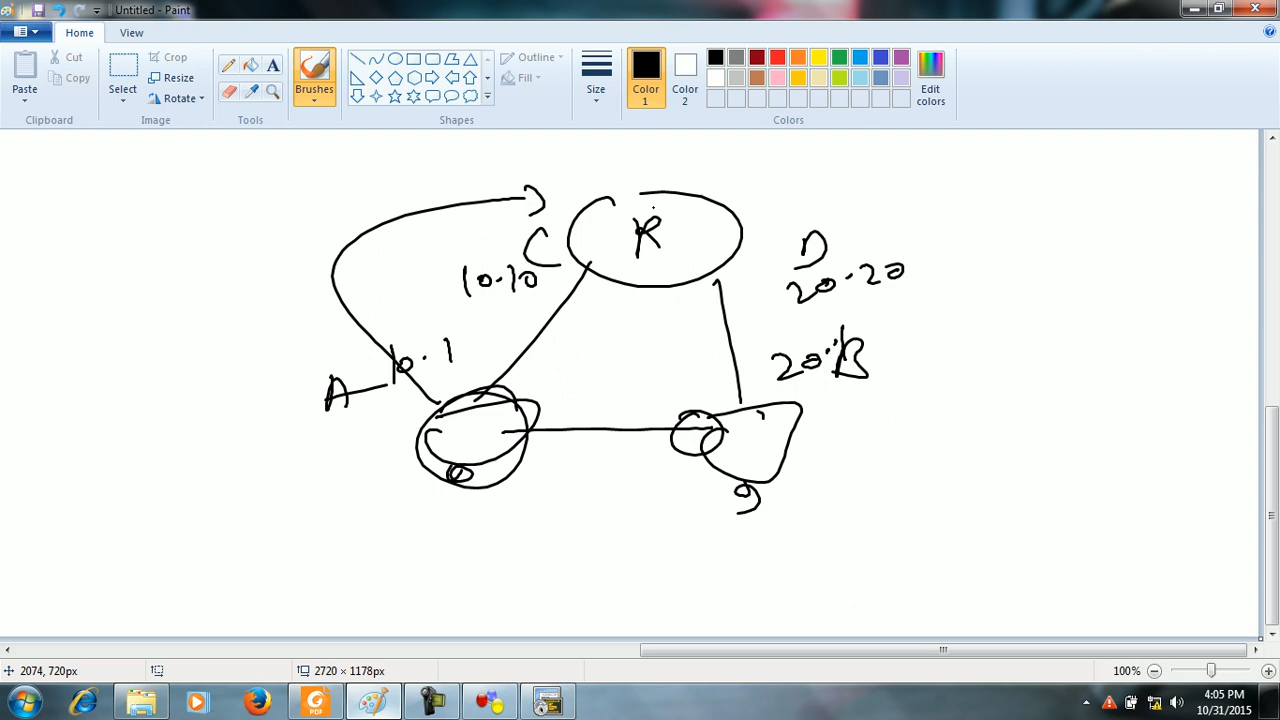 Untitled - Paint
Home
View
Paste
Cut
Copy
Clipboard
Select
Crop
Resize
Rotate
Image
Tools
Brushes
Shapes
Outline
Fill
Size
Color
1
Color
2
Edit
colors
Colors
R
C
D
10.10
20.20
10.1
A
20.
B
2074, 720px
2720 × 1178px
100%
PDF
4:05 PM
10/31/2015